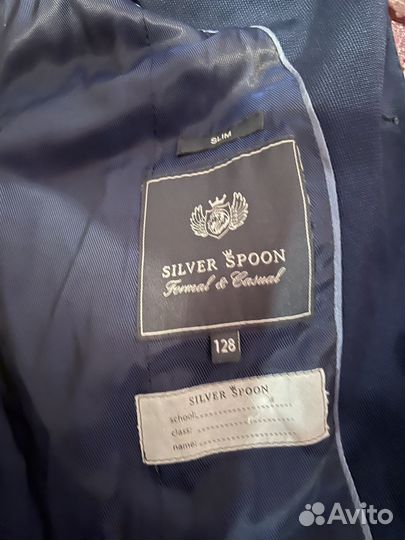 SLIM
SILVER SPOON
Formal & Casual
128
SILVER SPOON
school:
class:
name:
Avito